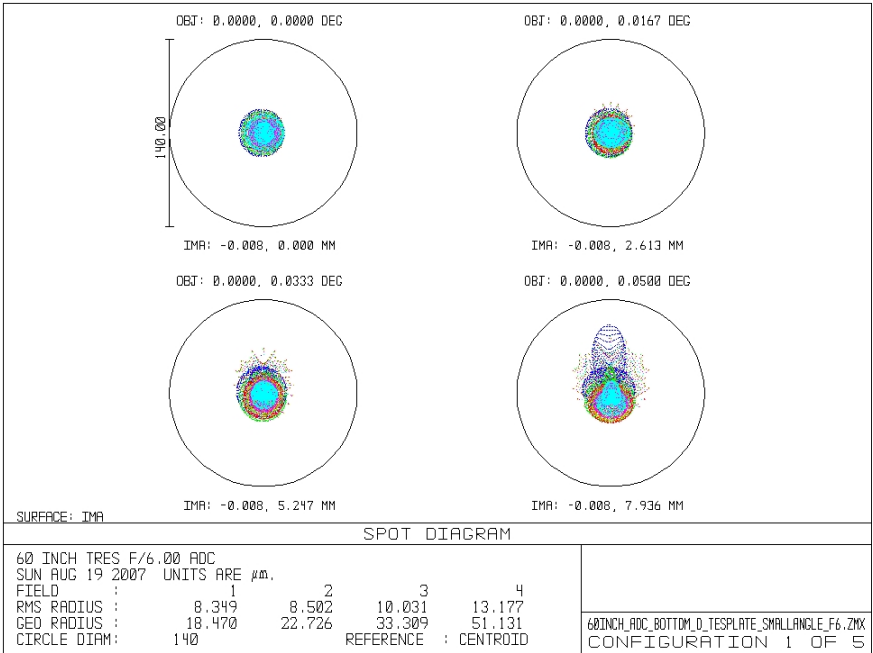 OBJ: 0.0000, 0.0000 DEG
OBJ: 0.0000, 0.0167 DEG
140.00
IMA: -0.008, 0.000 MM
IMA: -0.008, 2.613 MM
OBJ: 0.0000, 0.0333 DEG
OBJ: 0.0000, 0.0500 DEG
IMA: -0.008, 5.247 MM
IMA: -0.008, 7.936 MM
SURFACE: IMA
SPOT DIAGRAM
60 INCH TRES F/6.00 ADC
SUN AUG 19 2007 UNITS ARE µm.
FIELD : 1 2 3 4
RMS RADIUS : 8.349 8.502 10.031 13.177
GEO RADIUS : 18.470 22.726 33.309 51.131
CIRCLE DIAM: 140 REFERENCE : CENTROID
60INCH_ADC_BOTTOM_D_TESPLATE_SMALLANGLE_F6.ZMX
CONFIGURATION 1 OF 5